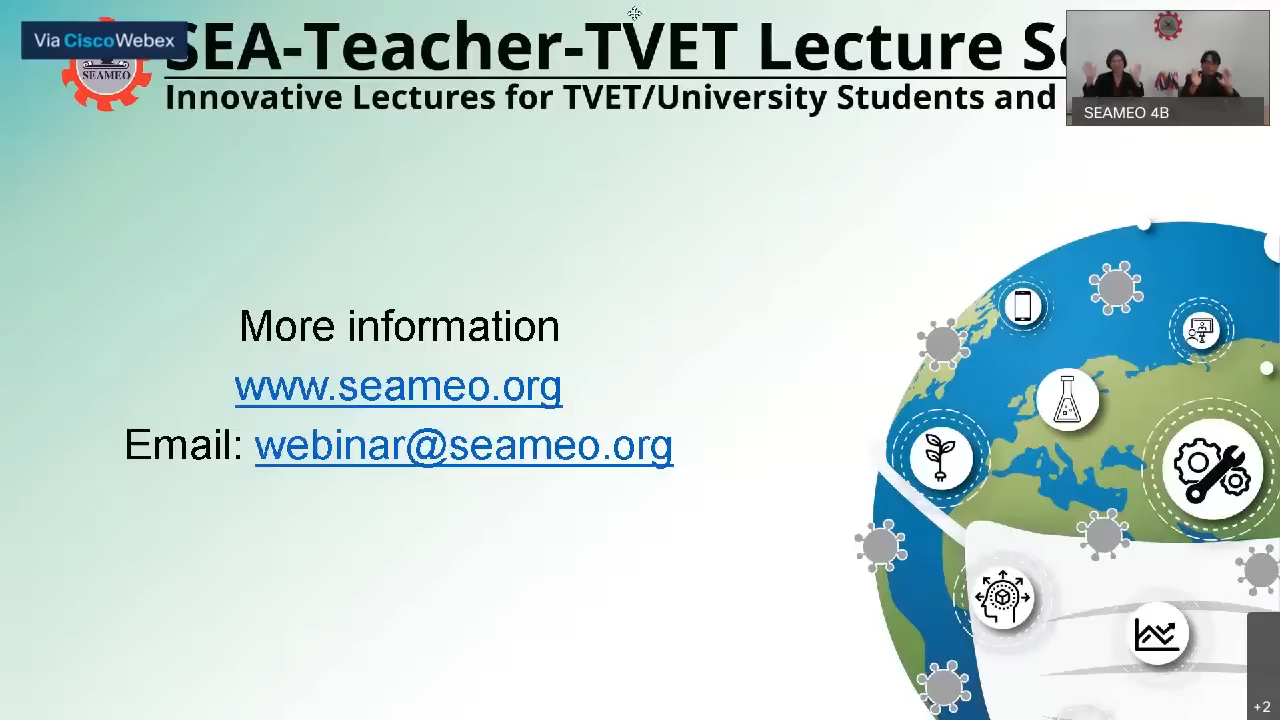 Via CiscoWebex
SEA-Teacher-TVET Lecture
Innovative Lectures for TVET/University Students and
SEAMEO
SEAMEO 4B
More information
www.seameo.org
Email: webinar@seameo.org
+2